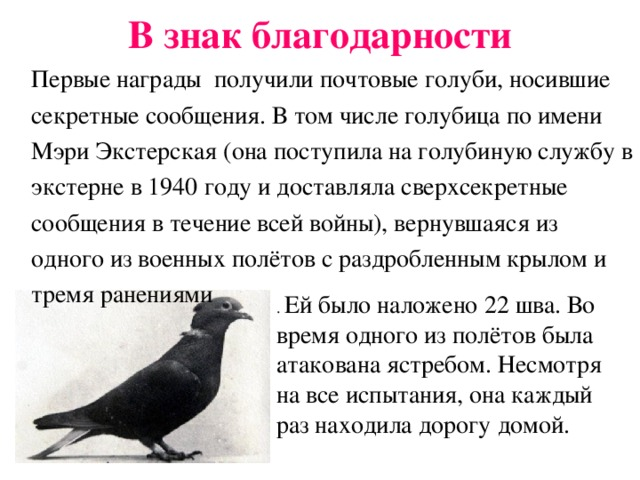 В знак благодарности
Первые награды  получили почтовые голуби, носившие
секретные сообщения. В том числе голубица по имени
Мэри Экстерская (она поступила на голубиную службу в
экстерне в 1940 году и доставляла сверхсекретные
сообщения в течение всей войны), вернувшаяся из
одного из военных полётов с раздробленным крылом и
тремя ранениями
. Ей было наложено 22 шва. Во
время одного из полётов была
атакована ястребом. Несмотря
на все испытания, она каждый
раз находила дорогу домой.